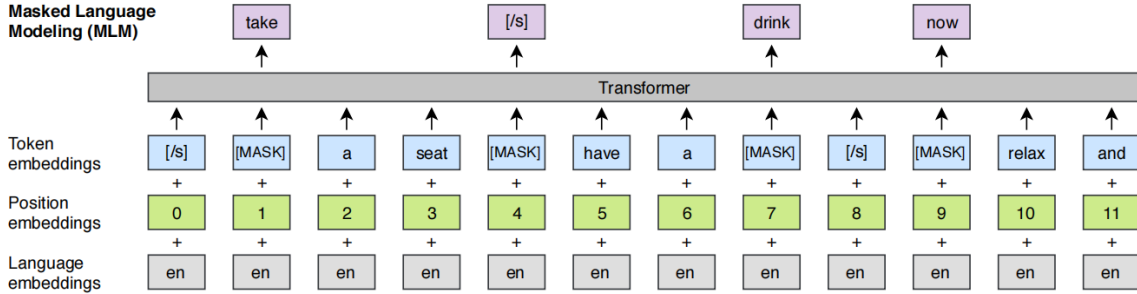 Masked Language
Modeling (MLM)
take [/s] drink now
Transformer
Token
embeddings
[/s] [MASK] a seat [MASK] have a [MASK] [/s] [MASK] relax and
+ + + + + + + + + + + +
Position
embeddings
0 1 2 3 4 5 6 7 8 9 10 11
+ + + + + + + + + + + +
Language
embeddings
en en en en en en en en en en en en